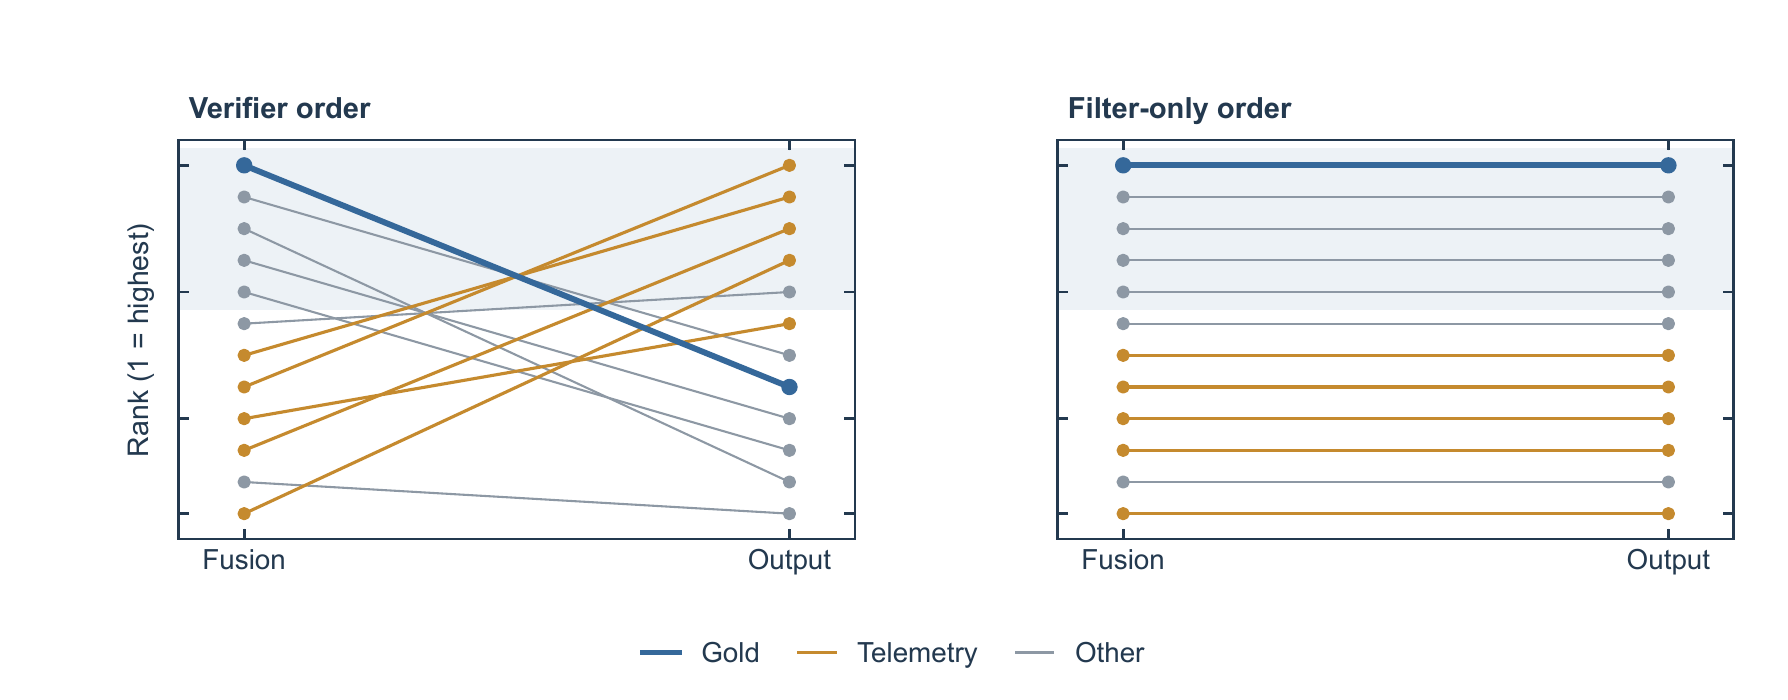 Verifier order
Filter-only order
Rank (1 = highest)
Fusion
Output
Fusion
Output
Gold
Telemetry
Other